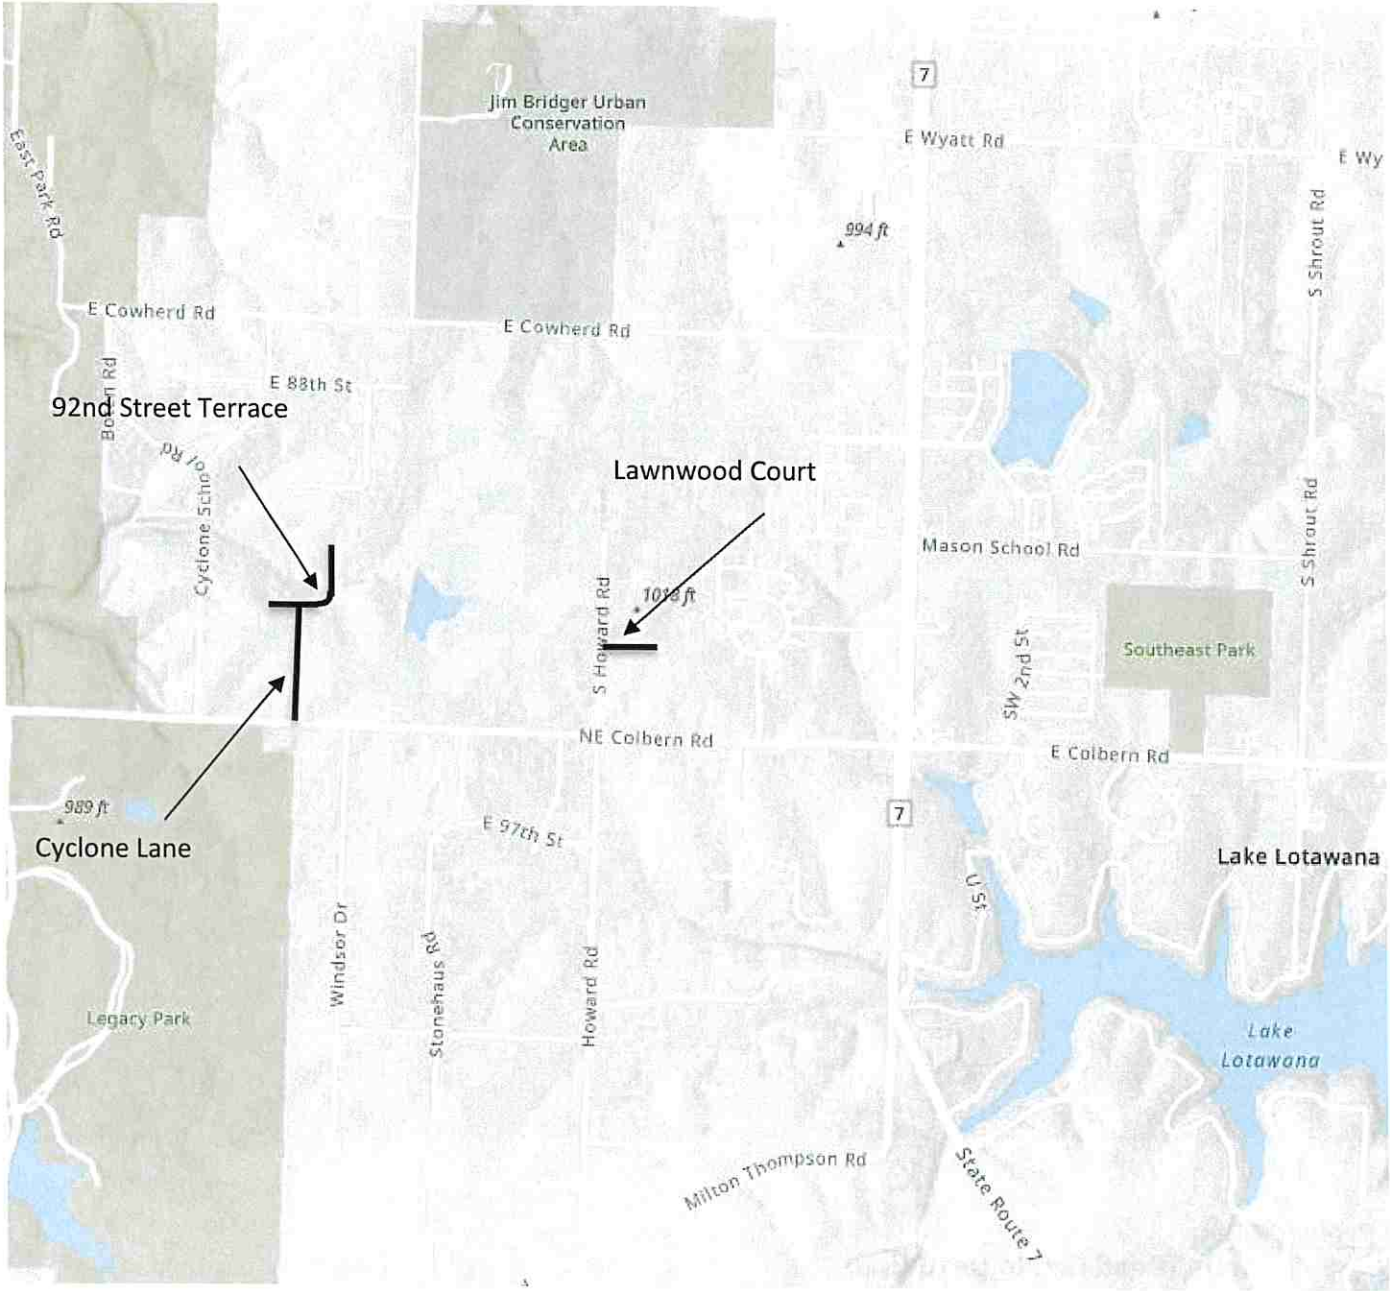 7
Jim Bridger Urban
Conservation
Area
E Wyatt Rd
E Wy
East Park Rd
S Shrout Rd
994 ft
E Cowherd Rd
E Cowherd Rd
E 88th St
92nd Street Terrace
Cyclone School Rd
Lawnwood Court
S Shrout Rd
Mason School Rd
1018 ft
S Howard Rd
Southeast Park
SW 2nd St
NE Colbern Rd
E Colbern Rd
989 ft
7
E 97th St
Cyclone Lane
Lake Lotawana
U St
Windsor Dr
Stonehaus Rd
Howard Rd
Legacy Park
Lake
Lotawana
Milton Thompson Rd
State Route 7